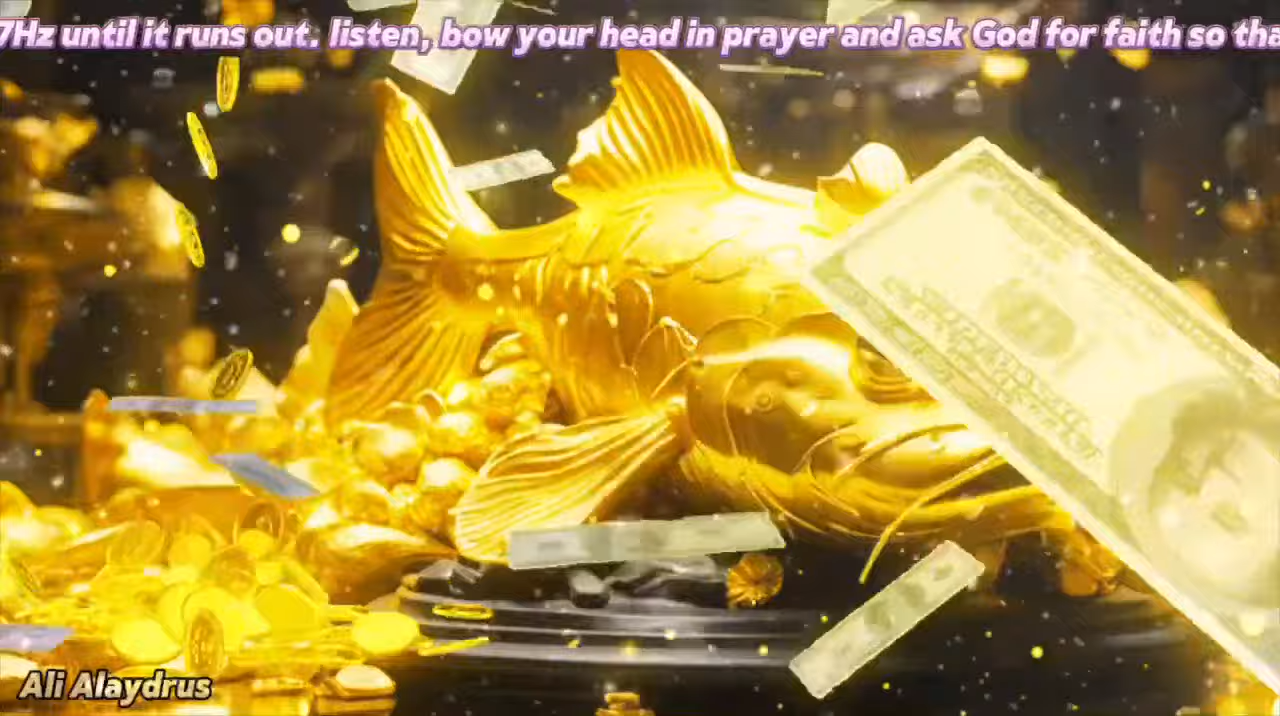 7Hz until it runs out. listen, bow your head in prayer and ask God for faith so tha
Ali Alaydrus